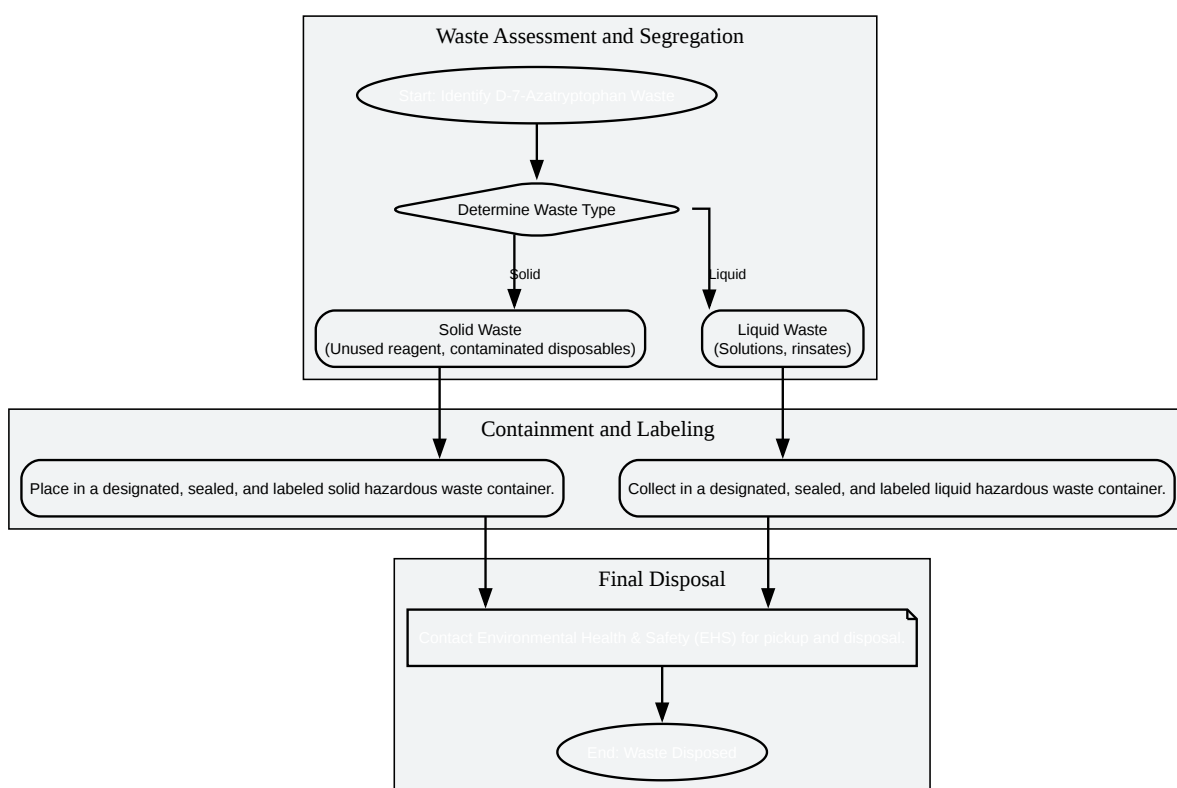 Waste Assessment and Segregation
Start: Identify D-7-Azatryptophan Waste
Determine Waste Type
Solid
Liquid
Solid Waste
(Unused reagent, contaminated disposables)
Liquid Waste
(Solutions, rinsates)
Containment and Labeling
Place in a designated, sealed, and labeled solid hazardous waste container.
Collect in a designated, sealed, and labeled liquid hazardous waste container.
Final Disposal
Contact Environmental Health & Safety (EHS) for pickup and disposal.
End: Waste Disposed